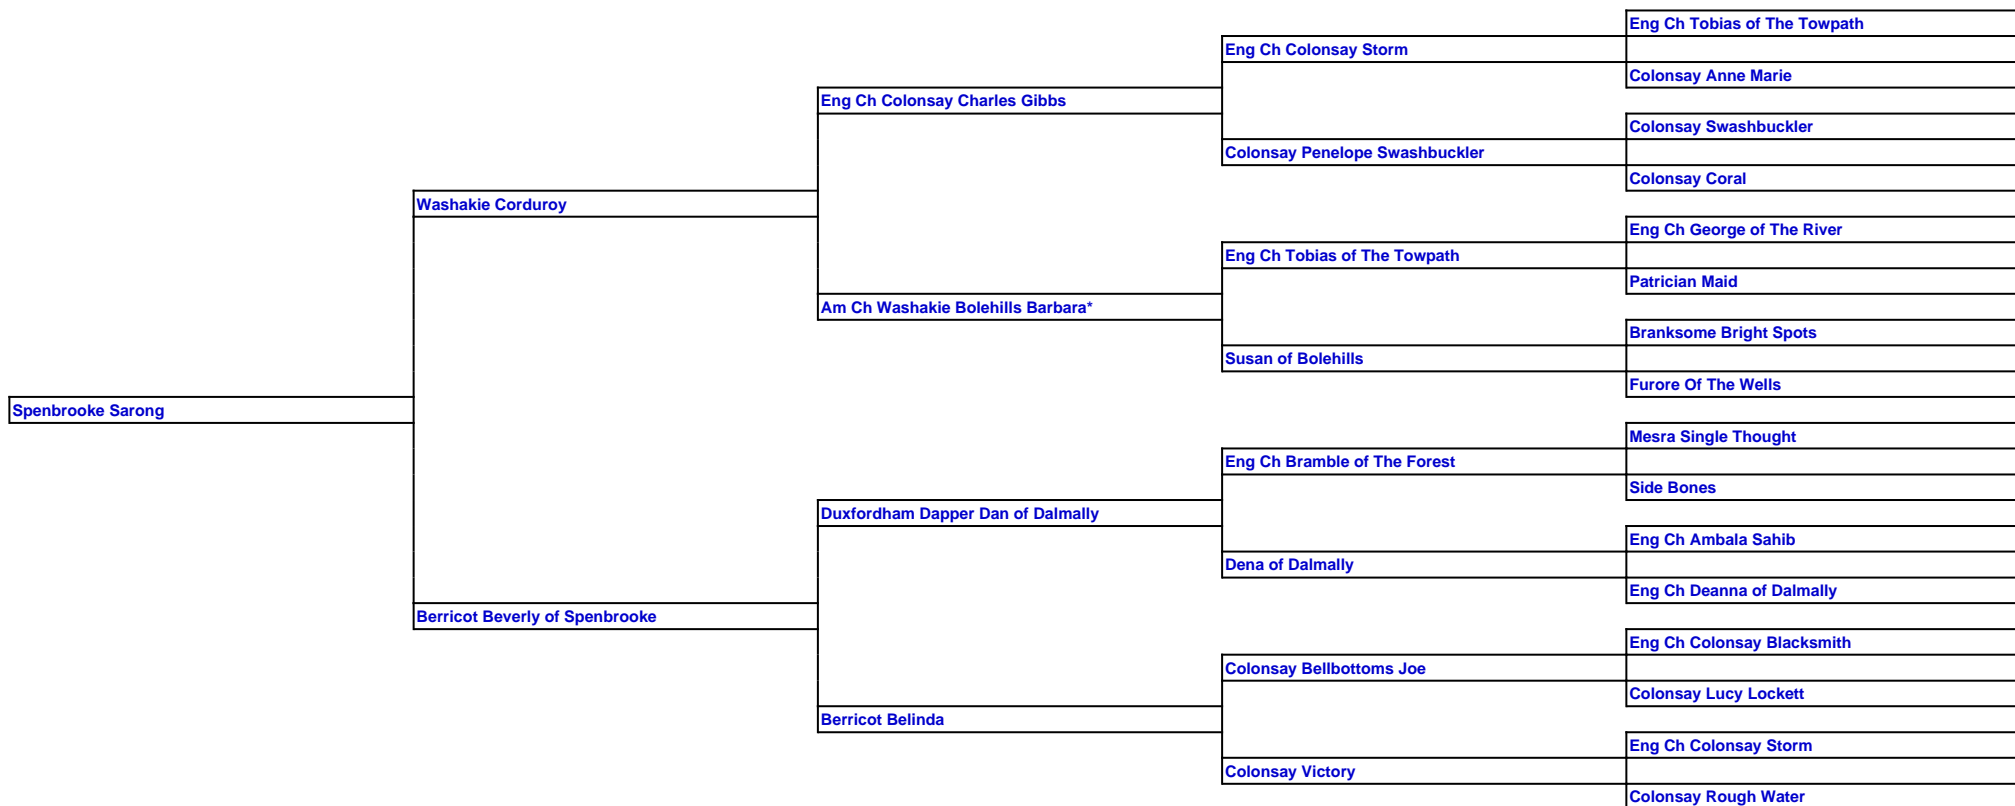 Eng Ch Tobias of The Towpath
Eng Ch Colonsay Storm
Colonsay Anne Marie
Eng Ch Colonsay Charles Gibbs
Colonsay Swashbuckler
Colonsay Penelope Swashbuckler
Colonsay Coral
Washakie Corduroy
Eng Ch George of The River
Eng Ch Tobias of The Towpath
Patrician Maid
Am Ch Washakie Bolehills Barbara*
Branksome Bright Spots
Susan of Bolehills
Furore Of The Wells
Spenbrooke Sarong
Mesra Single Thought
Eng Ch Bramble of The Forest
Side Bones
Duxfordham Dapper Dan of Dalmally
Eng Ch Ambala Sahib
Dena of Dalmally
Eng Ch Deanna of Dalmally
Berricot Beverly of Spenbrooke
Eng Ch Colonsay Blacksmith
Colonsay Bellbottoms Joe
Colonsay Lucy Lockett
Berricot Belinda
Eng Ch Colonsay Storm
Colonsay Victory
Colonsay Rough Water